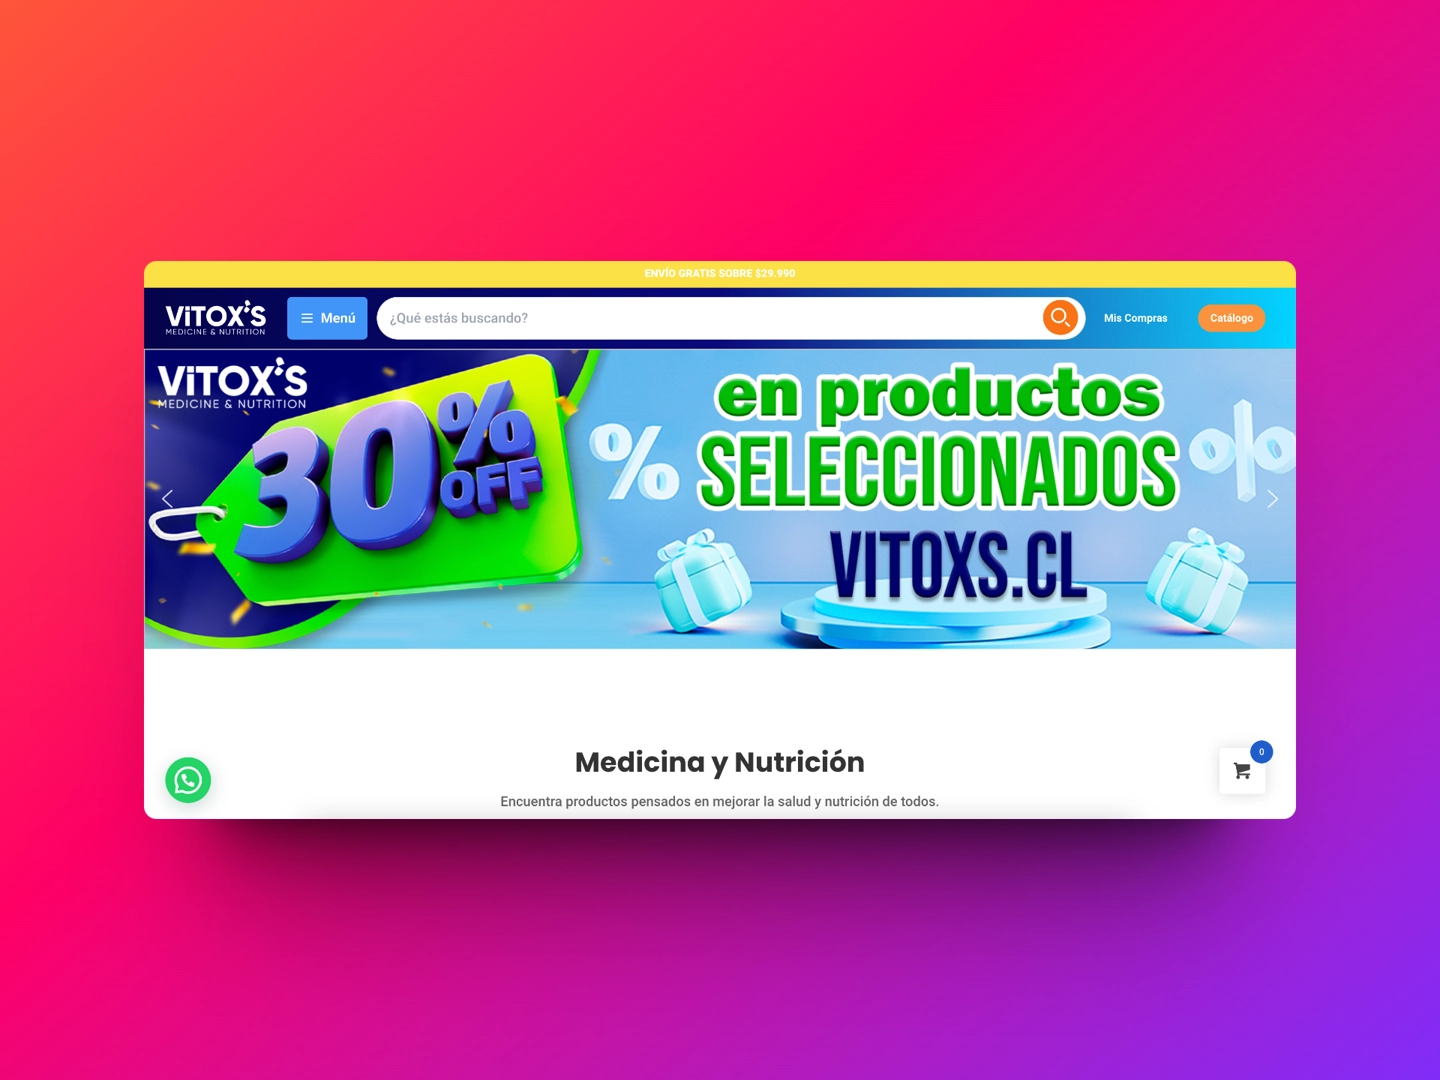 ENVÍO GRATIS SOBRE $29.990
ViTOX'S
MEDICINE & NUTRITION
Menú
¿Qué estás buscando?
Mis Compras
Catálogo
ViTOX'S
MEDICINE & NUTRITION
30%
OFF
%
en productos
SELECCIONADOS
%
VITOXS.CL
Medicina y Nutrición
Encuentra productos pensados en mejorar la salud y nutrición de todos.
0